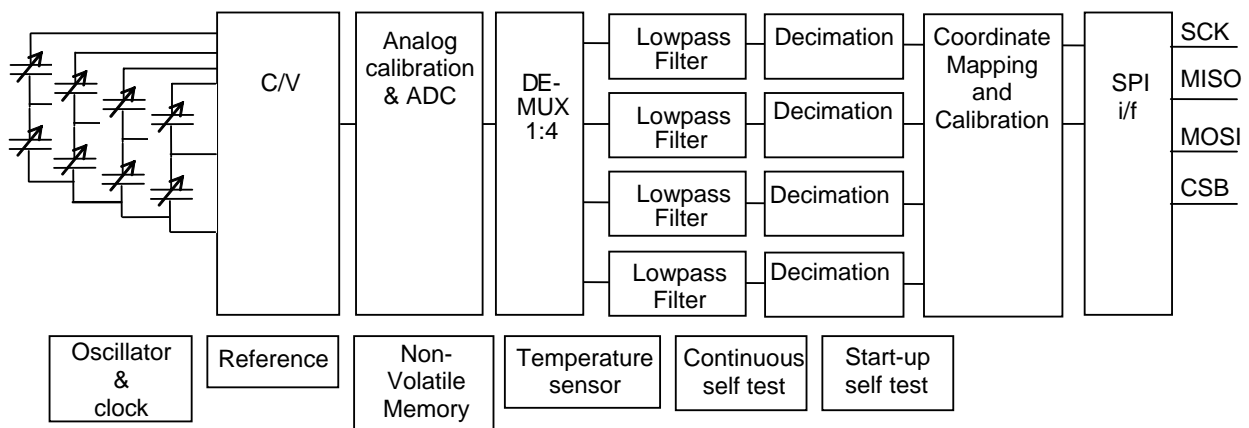 C/V
Analog
calibration
& ADC
DE-
MUX
1:4
Lowpass
Filter
Decimation
Lowpass
Filter
Decimation
Lowpass
Filter
Decimation
Lowpass
Filter
Decimation
Coordinate
Mapping
and
Calibration
SPI
i/f
SCK
MISO
MOSI
CSB
Oscillator
&
clock
Reference
Non-
Volatile
Memory
Temperature
sensor
Continuous
self test
Start-up
self test